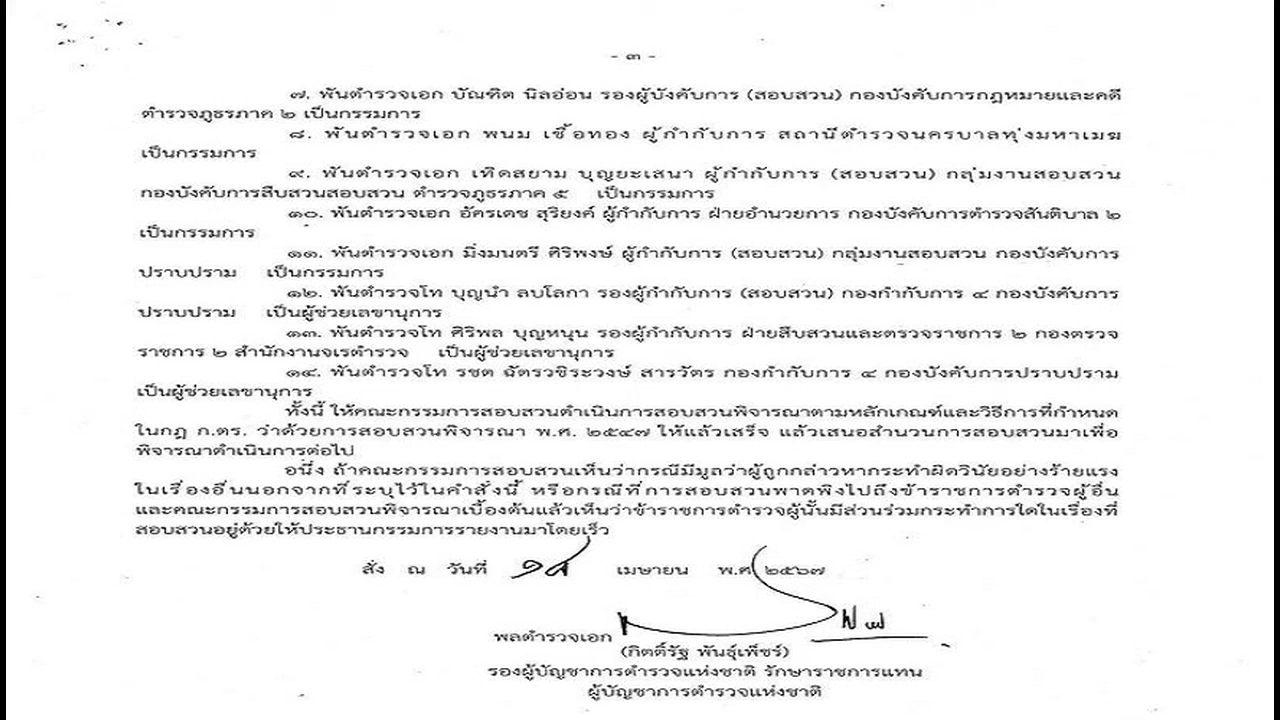 - ๓ -
๗. พันตำรวจเอก บัณฑิต นิลอ่อน รองผู้บังคับการ (สอบสวน) กองบังคับการกฎหมายและคดี
ตำรวจภูธรภาค ๒ เป็นกรรมการ
๘. พันตำรวจเอก พนม เชื้อทอง ผู้กำกับการ สถานีตำรวจนครบาลทุ่งมหาเมฆ
เป็นกรรมการ
๙. พันตำรวจเอก เทิดสยาม บุญยะเสนา ผู้กำกับการ (สอบสวน) กลุ่มงานสอบสวน
กองบังคับการสืบสวนสอบสวน ตำรวจภูธรภาค ๕ เป็นกรรมการ
๑๐. พันตำรวจเอก อัครเดช สุริยงค์ ผู้กำกับการ ฝ่ายอำนวยการ กองบังคับการตำรวจสันติบาล ๒
เป็นกรรมการ
๑๑. พันตำรวจเอก มิ่งมนตรี ศิริพงษ์ ผู้กำกับการ (สอบสวน) กลุ่มงานสอบสวน กองบังคับการ
ปราบปราม เป็นกรรมการ
๑๒. พันตำรวจโท บุญนำ ลบโลกา รองผู้กำกับการ (สอบสวน) กองกำกับการ ๔ กองบังคับการ
ปราบปราม เป็นผู้ช่วยเลขานุการ
๑๓. พันตำรวจโท ศิริพล บุญหนุน รองผู้กำกับการ ฝ่ายสืบสวนและตรวจราชการ ๒ กองตรวจ
ราชการ ๒ สำนักงานจเรตำรวจ เป็นผู้ช่วยเลขานุการ
๑๔. พันตำรวจโท รชต ฉัตรวชิระวงษ์ สารวัตร กองกำกับการ ๔ กองบังคับการปราบปราม
เป็นผู้ช่วยเลขานุการ
ทั้งนี้ ให้คณะกรรมการสอบสวนดำเนินการสอบสวนพิจารณาตามหลักเกณฑ์และวิธีการที่กำหนด
ในกฎ ก.ตร. ว่าด้วยการสอบสวนพิจารณา พ.ศ. ๒๕๔๗ ให้แล้วเสร็จ แล้วเสนอสำนวนการสอบสวนมาเพื่อ
พิจารณาดำเนินการต่อไป
อนึ่ง ถ้าคณะกรรมการสอบสวนเห็นว่ากรณีมีมูลว่าผู้ถูกกล่าวหากระทำผิดวินัยอย่างร้ายแรง
ในเรื่องอื่นนอกจากที่ระบุไว้ในคำสั่งนี้ หรือกรณีที่การสอบสวนพาดพิงไปถึงข้าราชการตำรวจผู้อื่น
และคณะกรรมการสอบสวนพิจารณาเบื้องต้นแล้วเห็นว่าข้าราชการตำรวจผู้นั้นมีส่วนร่วมกระทำการใดในเรื่องที่
สอบสวนอยู่ด้วยให้ประธานกรรมการรายงานมาโดยเร็ว
สั่ง ณ วันที่ ๑๘ เมษายน พ.ศ. ๒๕๖๗
พลตำรวจเอก
(กิตติ์รัฐ พันธุ์เพ็ชร์)
รองผู้บัญชาการตำรวจแห่งชาติ รักษาราชการแทน
ผู้บัญชาการตำรวจแห่งชาติ